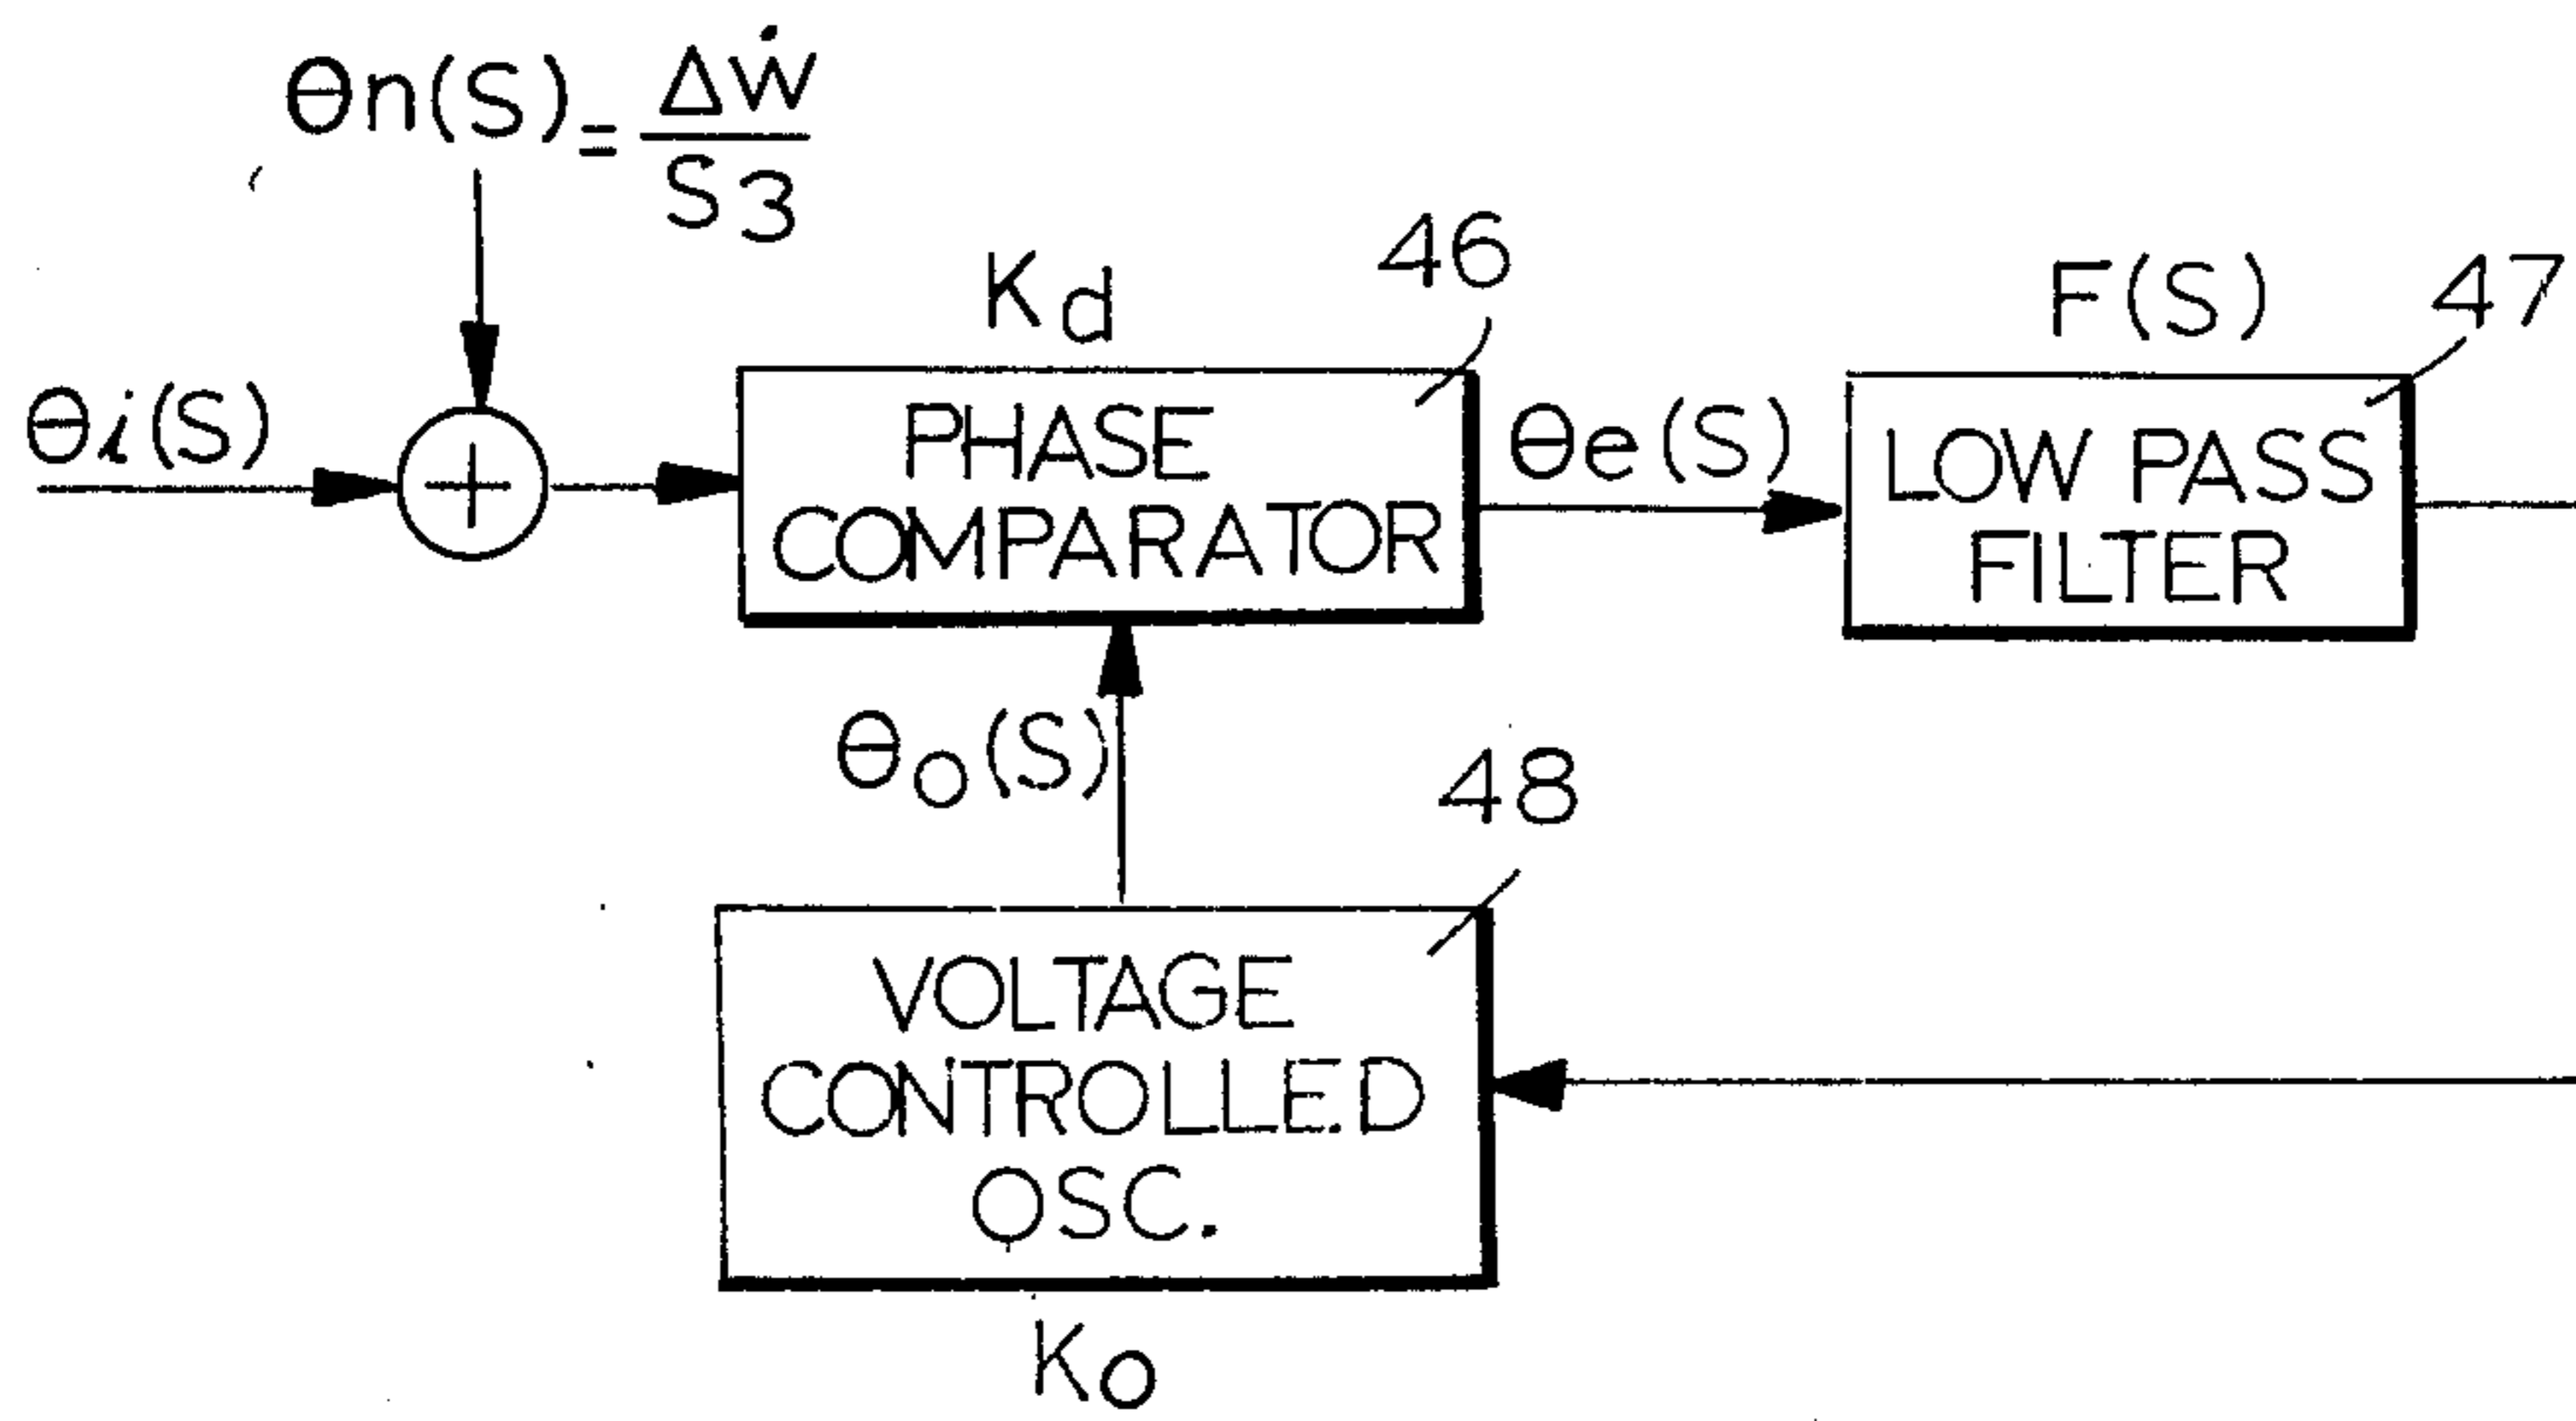 θn(S) = Δẇ / S3
Kd
46
F(S)
47
θi(S)
+
PHASE
COMPARATOR
θe(S)
LOW PASS
FILTER
θo(S)
48
VOLTAGE
CONTROLLED
OSC.
Ko